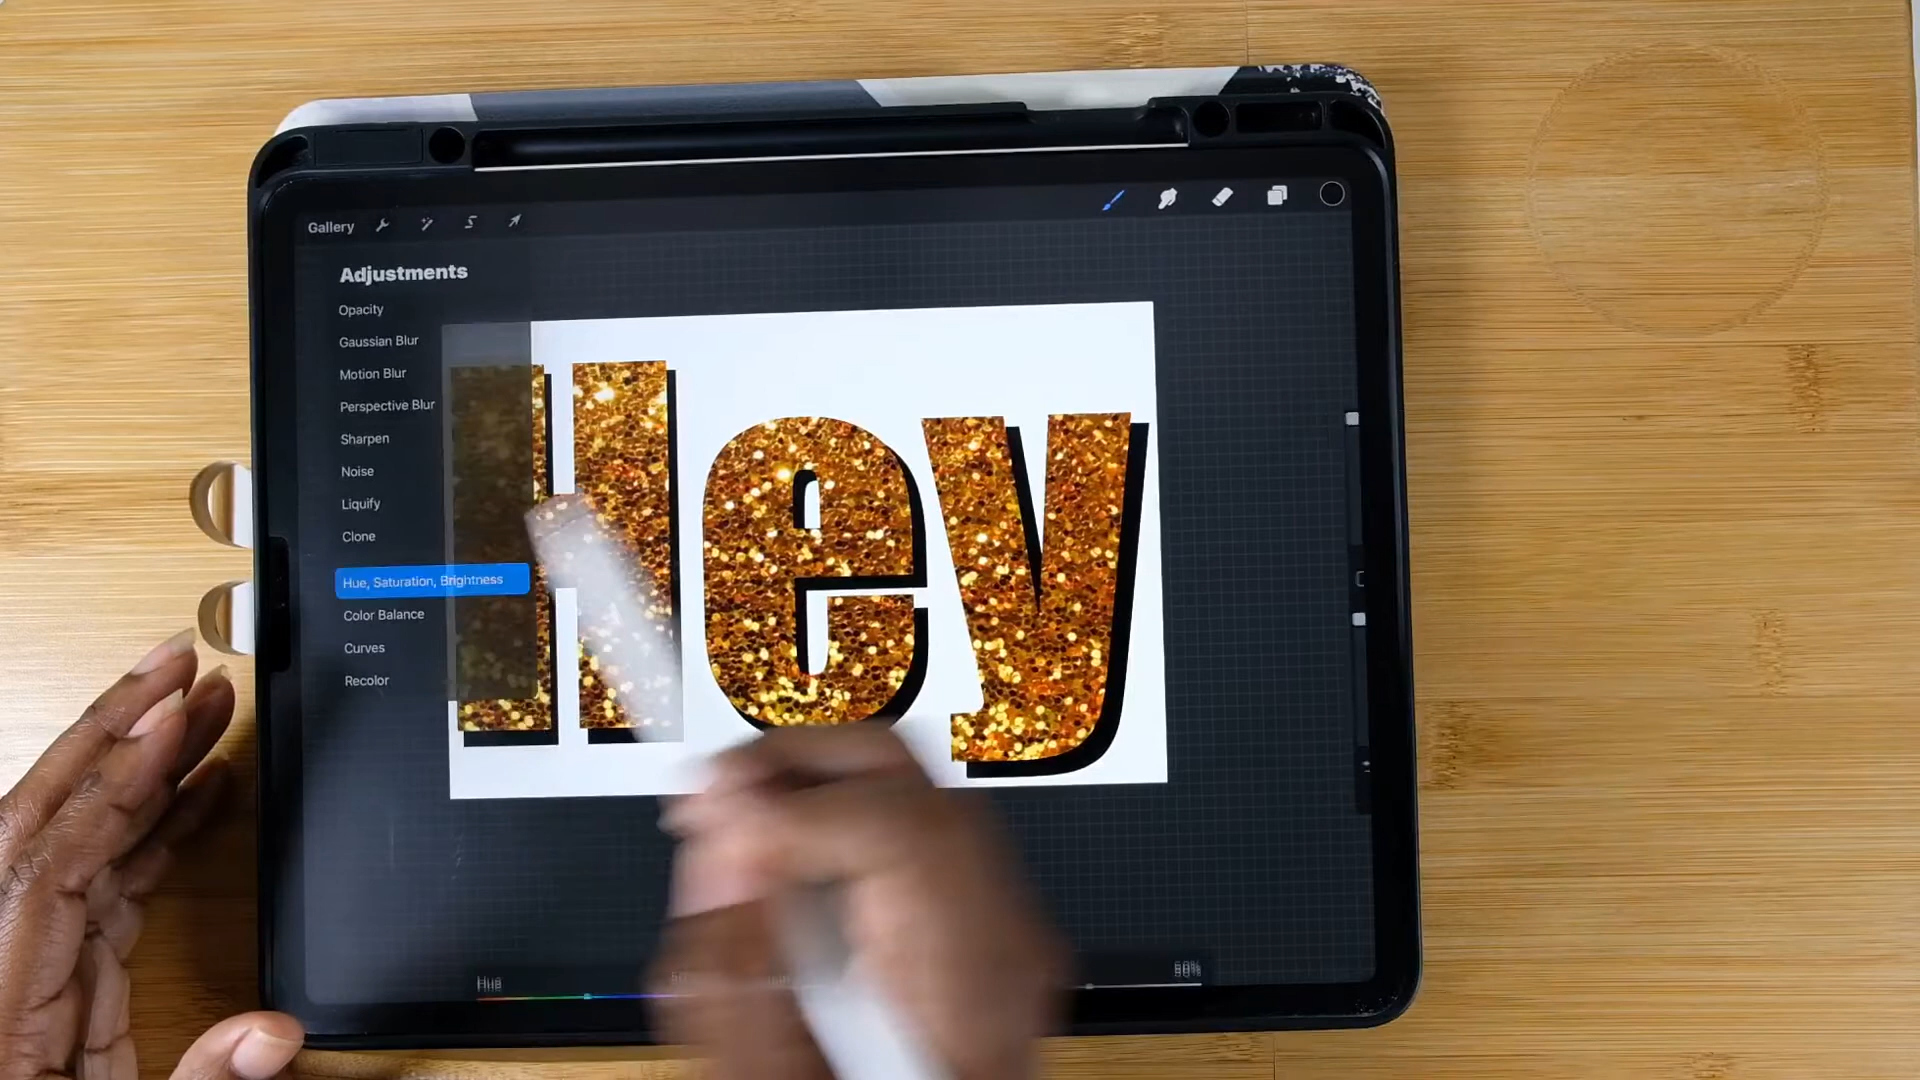 Gallery
Adjustments
Opacity
Gaussian Blur
Motion Blur
Perspective Blur
Sharpen
Noise
Liquify
Clone
Hue, Saturation, Brightness
Color Balance
Curves
Recolor
Hey
Hue